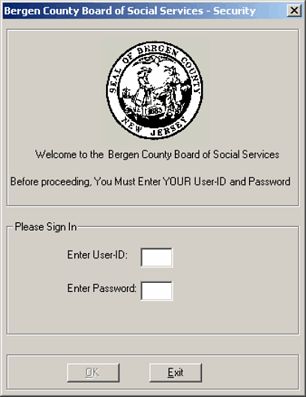 Bergen County Board of Social Services - Security
SEAL OF BERGEN COUNTY
NEW JERSEY
1683
Welcome to the Bergen County Board of Social Services
Before proceeding, You Must Enter YOUR User-ID and Password
Please Sign In
Enter User-ID:
Enter Password:
OK
Exit